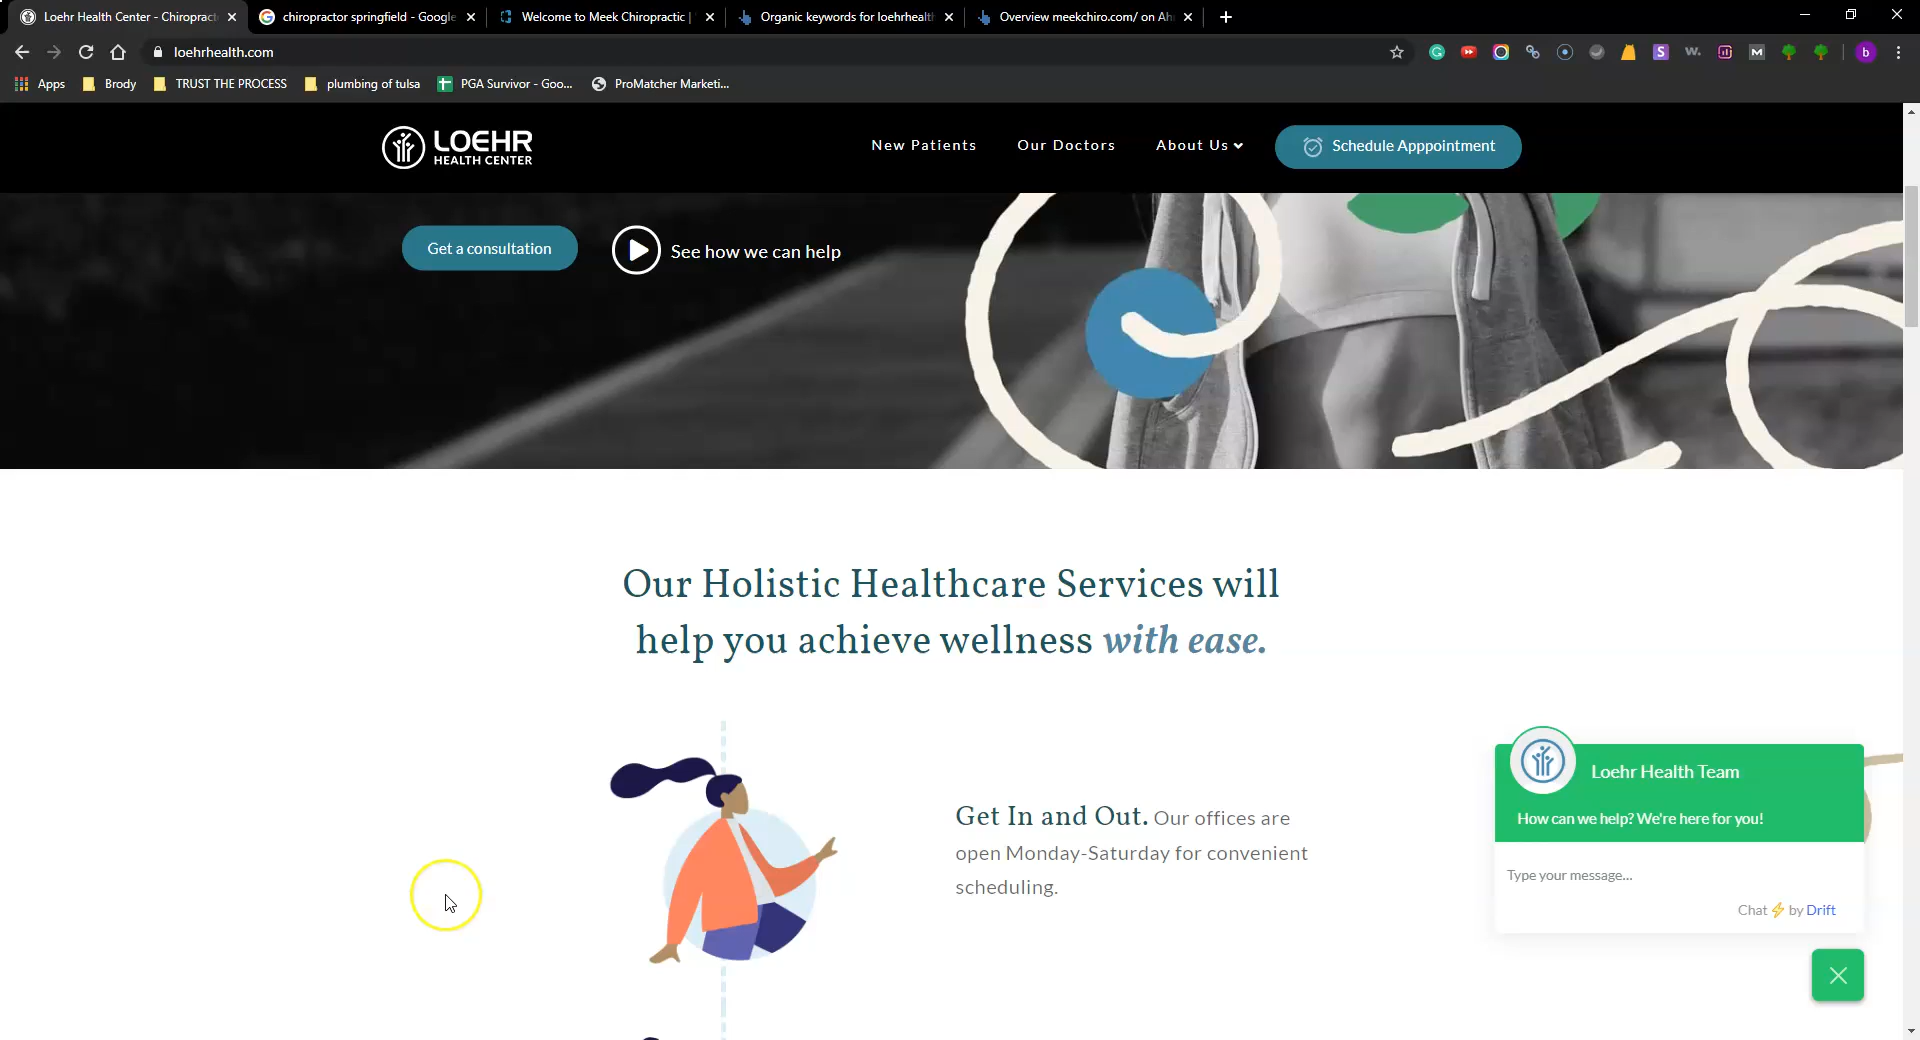 Loehr Health Center - Chiropract
chiropractor springfield - Google
Welcome to Meek Chiropractic |
Organic keywords for loehrhealt
Overview meekchiro.com/ on Ah
loehrhealth.com
b
Apps
Brody
TRUST THE PROCESS
plumbing of tulsa
PGA Survivor - Goo...
ProMatcher Marketi...
LOEHR
HEALTH CENTER
New Patients
Our Doctors
About Us
Schedule Apppointment
Get a consultation
See how we can help
Our Holistic Healthcare Services will
help you achieve wellness with ease.
Get In and Out. Our offices are
open Monday-Saturday for convenient
scheduling.
Loehr Health Team
How can we help? We're here for you!
Type your message...
Chat ⚡ by Drift